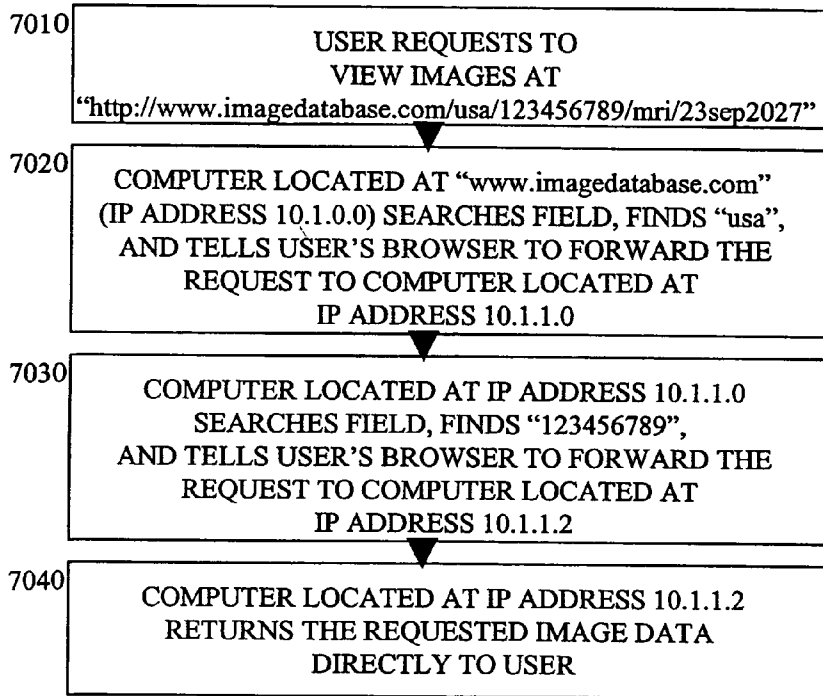 7010
USER REQUESTS TO
VIEW IMAGES AT
“http://www.imagedatabase.com/usa/123456789/mri/23sep2027”
7020
COMPUTER LOCATED AT “www.imagedatabase.com”
(IP ADDRESS 10.1.0.0) SEARCHES FIELD, FINDS “usa”,
AND TELLS USER’S BROWSER TO FORWARD THE
REQUEST TO COMPUTER LOCATED AT
IP ADDRESS 10.1.1.0
7030
COMPUTER LOCATED AT IP ADDRESS 10.1.1.0
SEARCHES FIELD, FINDS “123456789”,
AND TELLS USER’S BROWSER TO FORWARD THE
REQUEST TO COMPUTER LOCATED AT
IP ADDRESS 10.1.1.2
7040
COMPUTER LOCATED AT IP ADDRESS 10.1.1.2
RETURNS THE REQUESTED IMAGE DATA
DIRECTLY TO USER